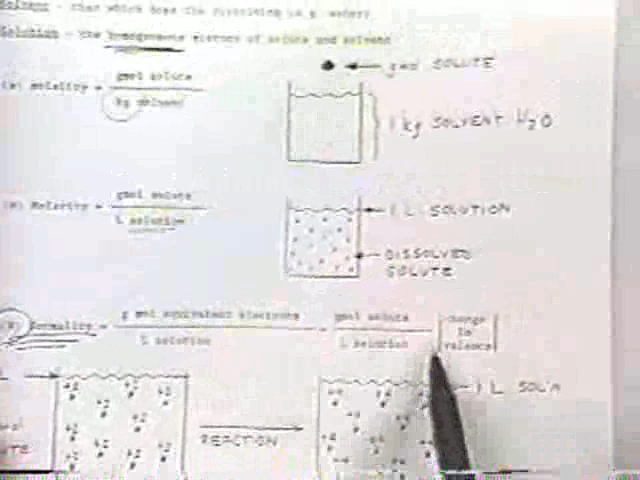 Solvent - that which does the dissolving (e.g. water)
Solution - the homogeneous mixture of solute and solvent
gmol SOLUTE
(m) Molality = gmol solute
kg solvent
1 kg SOLVENT H2O
(M) Molarity = gmol solute
L solution
1 L SOLUTION
DISSOLVED
SOLUTE
(N) Normality = g mol equivalent electrons
L solution
= gmol solute
L solution
change
in
valence
1 L SOL'N
REACTION